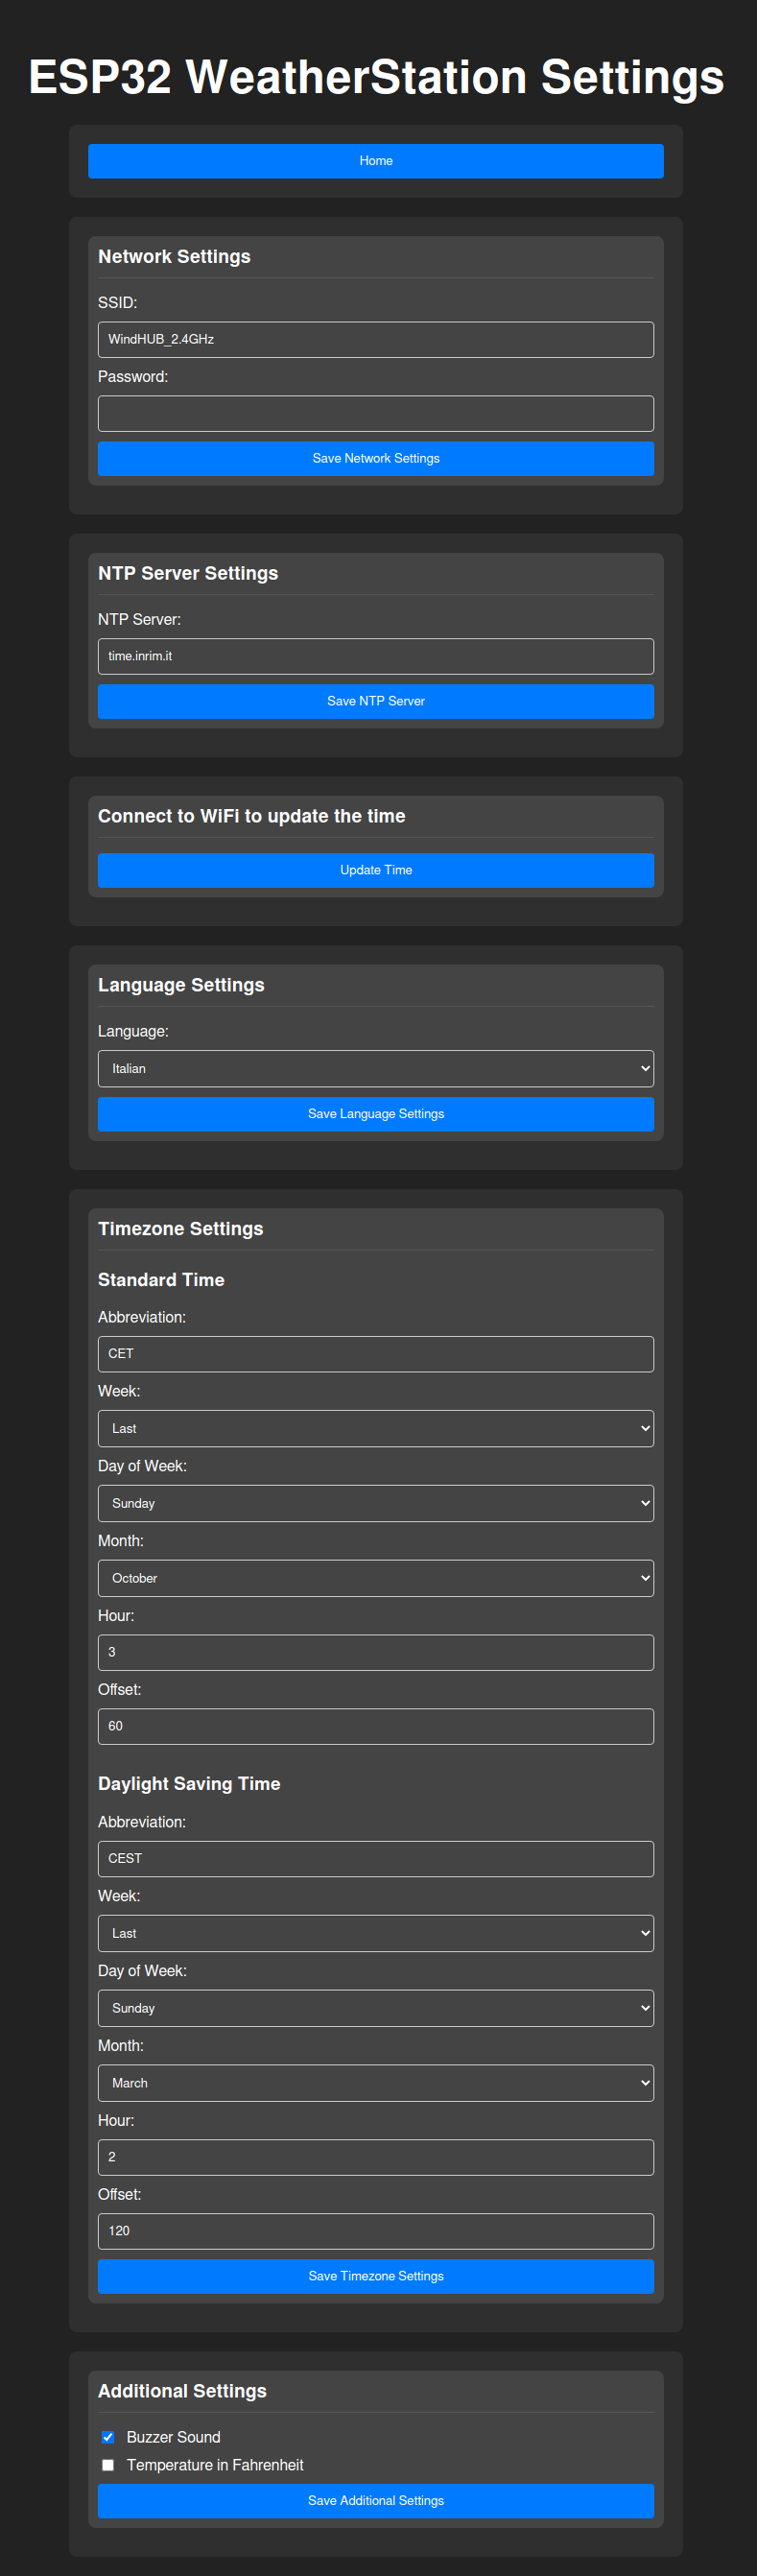 ESP32 WeatherStation Settings
Home
Network Settings
SSID:
WindHUB_2.4GHz
Password:
Save Network Settings
NTP Server Settings
NTP Server:
time.inrim.it
Save NTP Server
Connect to WiFi to update the time
Update Time
Language Settings
Language:
Italian
Save Language Settings
Timezone Settings
Standard Time
Abbreviation:
CET
Week:
Last
Day of Week:
Sunday
Month:
October
Hour:
3
Offset:
60
Daylight Saving Time
Abbreviation:
CEST
Week:
Last
Day of Week:
Sunday
Month:
March
Hour:
2
Offset:
120
Save Timezone Settings
Additional Settings
Buzzer Sound
Temperature in Fahrenheit
Save Additional Settings